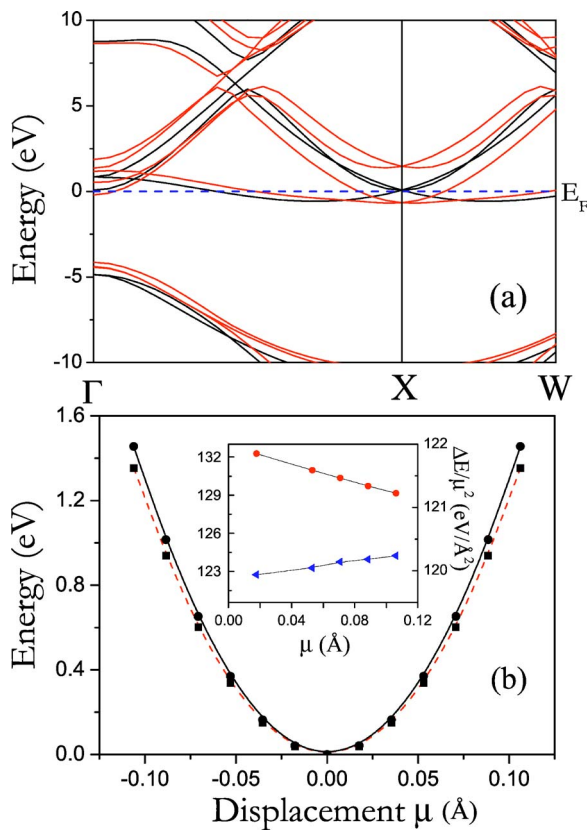 10
5
0
-5
-10
Energy (eV)
E_F
(a)
Γ X W
1.6
1.2
0.8
0.4
0.0
Energy (eV)
132
129
126
123
122
121
120
ΔE/μ² (eV/Å²)
0.00 0.04 0.08 0.12
μ (Å)
(b)
-0.10 -0.05 0.00 0.05 0.10
Displacement μ (Å)